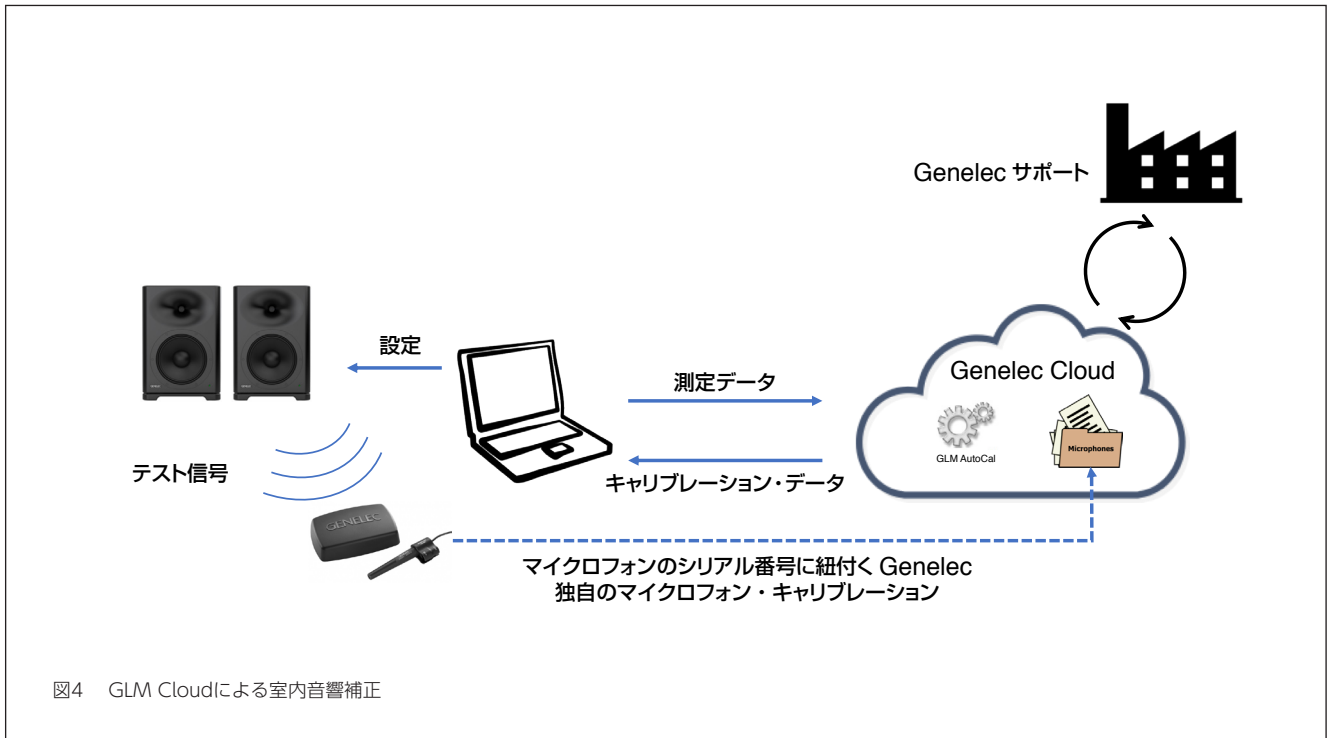 Genelec サポート
設定
測定データ
Genelec Cloud
GLM AutoCal
Microphones
テスト信号
キャリブレーション・データ
GENELEC
マイクロフォンのシリアル番号に紐付く Genelec
独自のマイクロフォン・キャリブレーション
図4 GLM Cloudによる室内音響補正